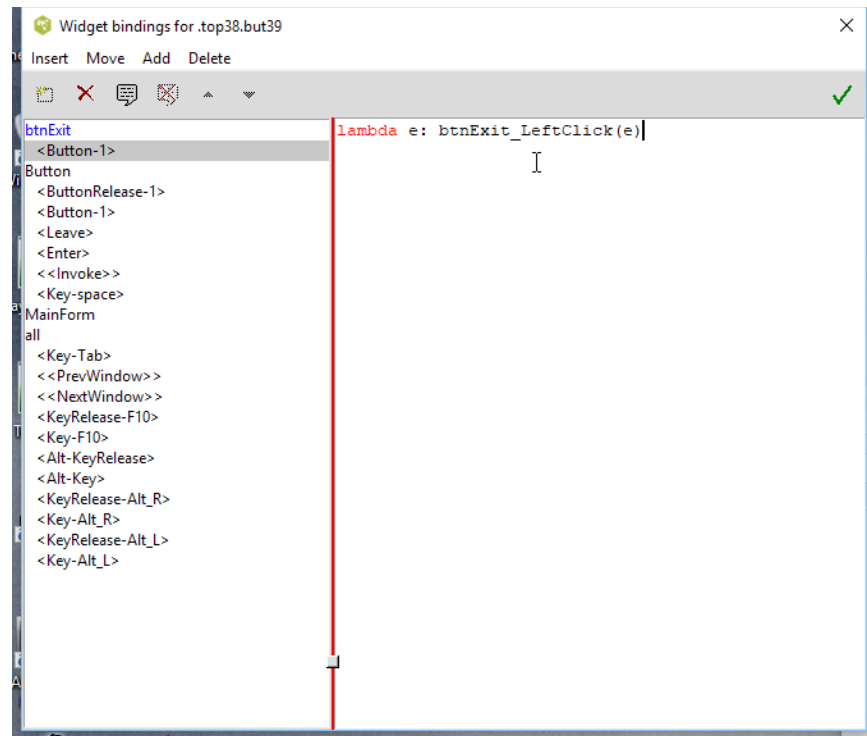 Widget bindings for .top38.but39
Insert Move Add Delete
btnExit
lambda e: btnExit_LeftClick(e)
<Button-1>
Button
<ButtonRelease-1>
<Button-1>
<Leave>
<Enter>
<<Invoke>>
<Key-space>
MainForm
all
<Key-Tab>
<<PrevWindow>>
<<NextWindow>>
<KeyRelease-F10>
<Key-F10>
<Alt-KeyRelease>
<Alt-Key>
<KeyRelease-Alt_R>
<Key-Alt_R>
<KeyRelease-Alt_L>
<Key-Alt_L>